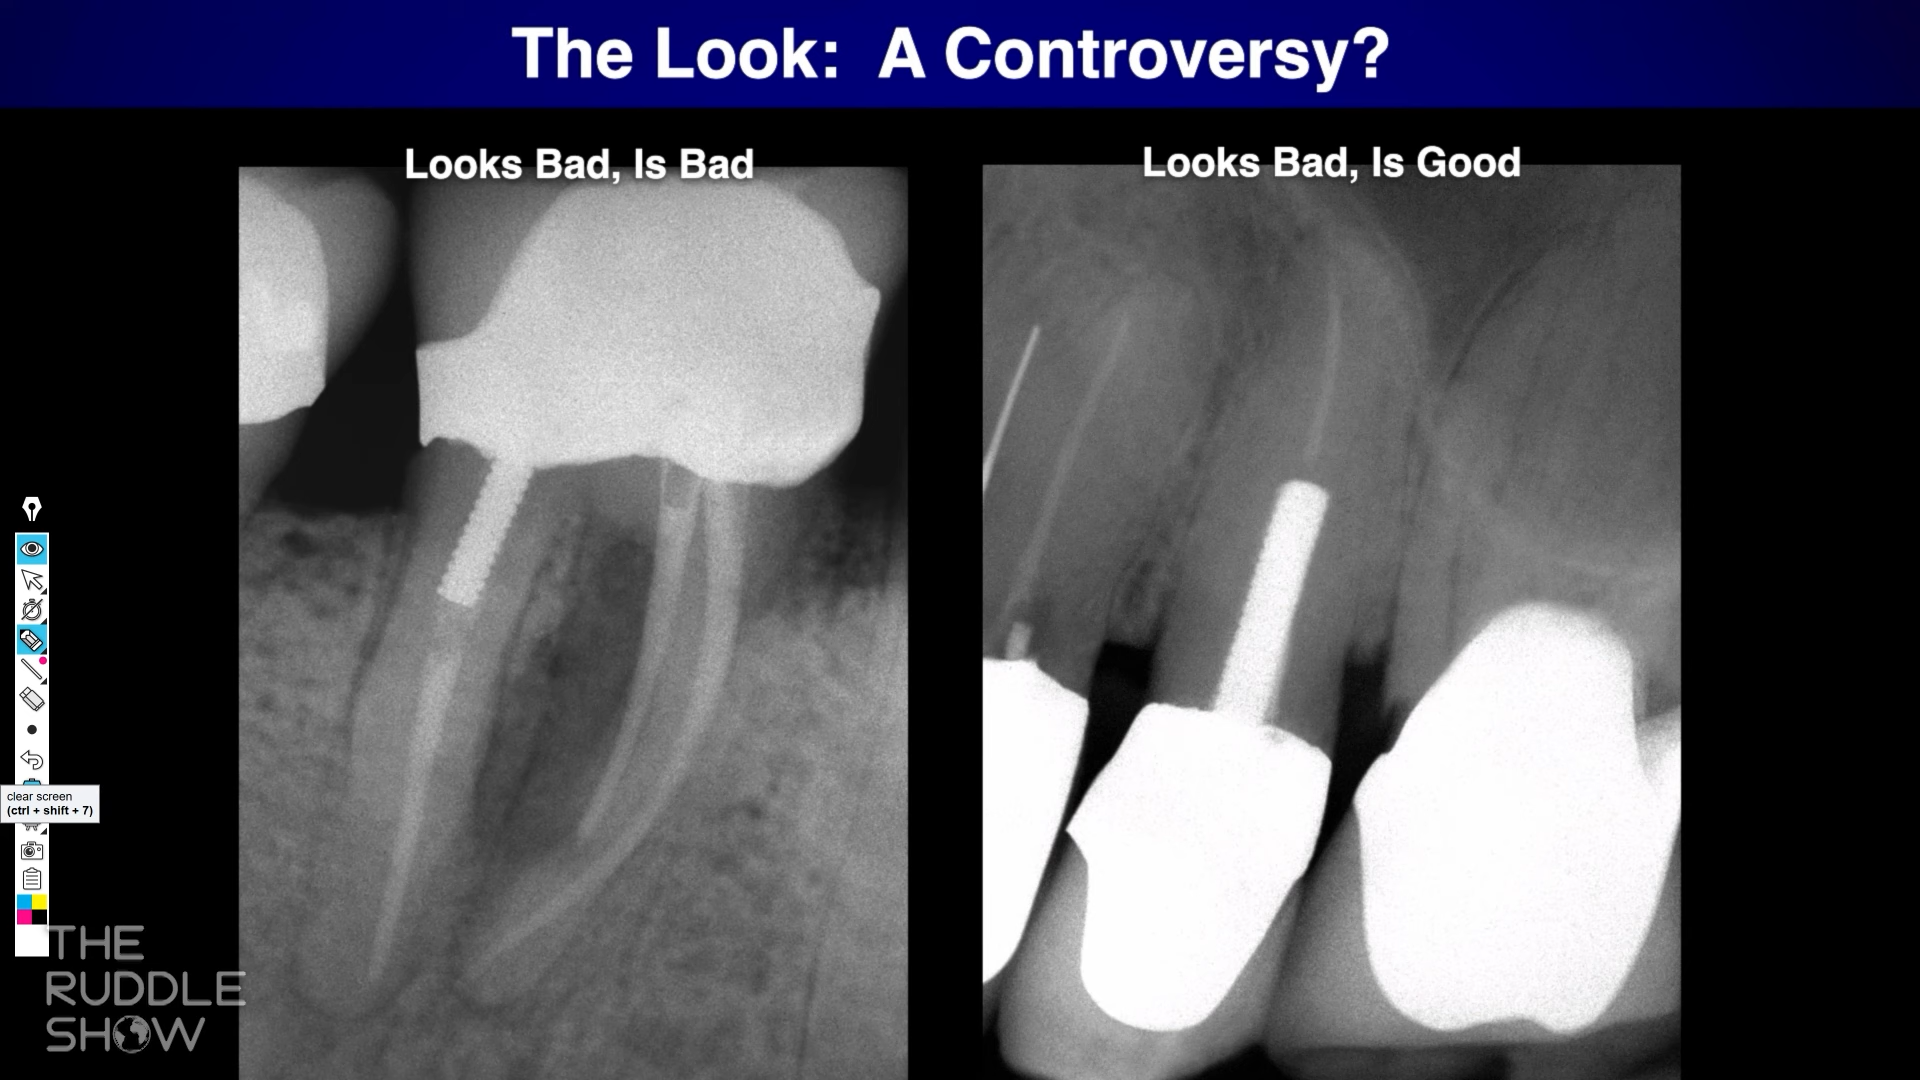 The Look: A Controversy?
Looks Bad, Is Bad
Looks Bad, Is Good
clear screen
(ctrl + shift + 7)
THE
RUDDLE
SHOW